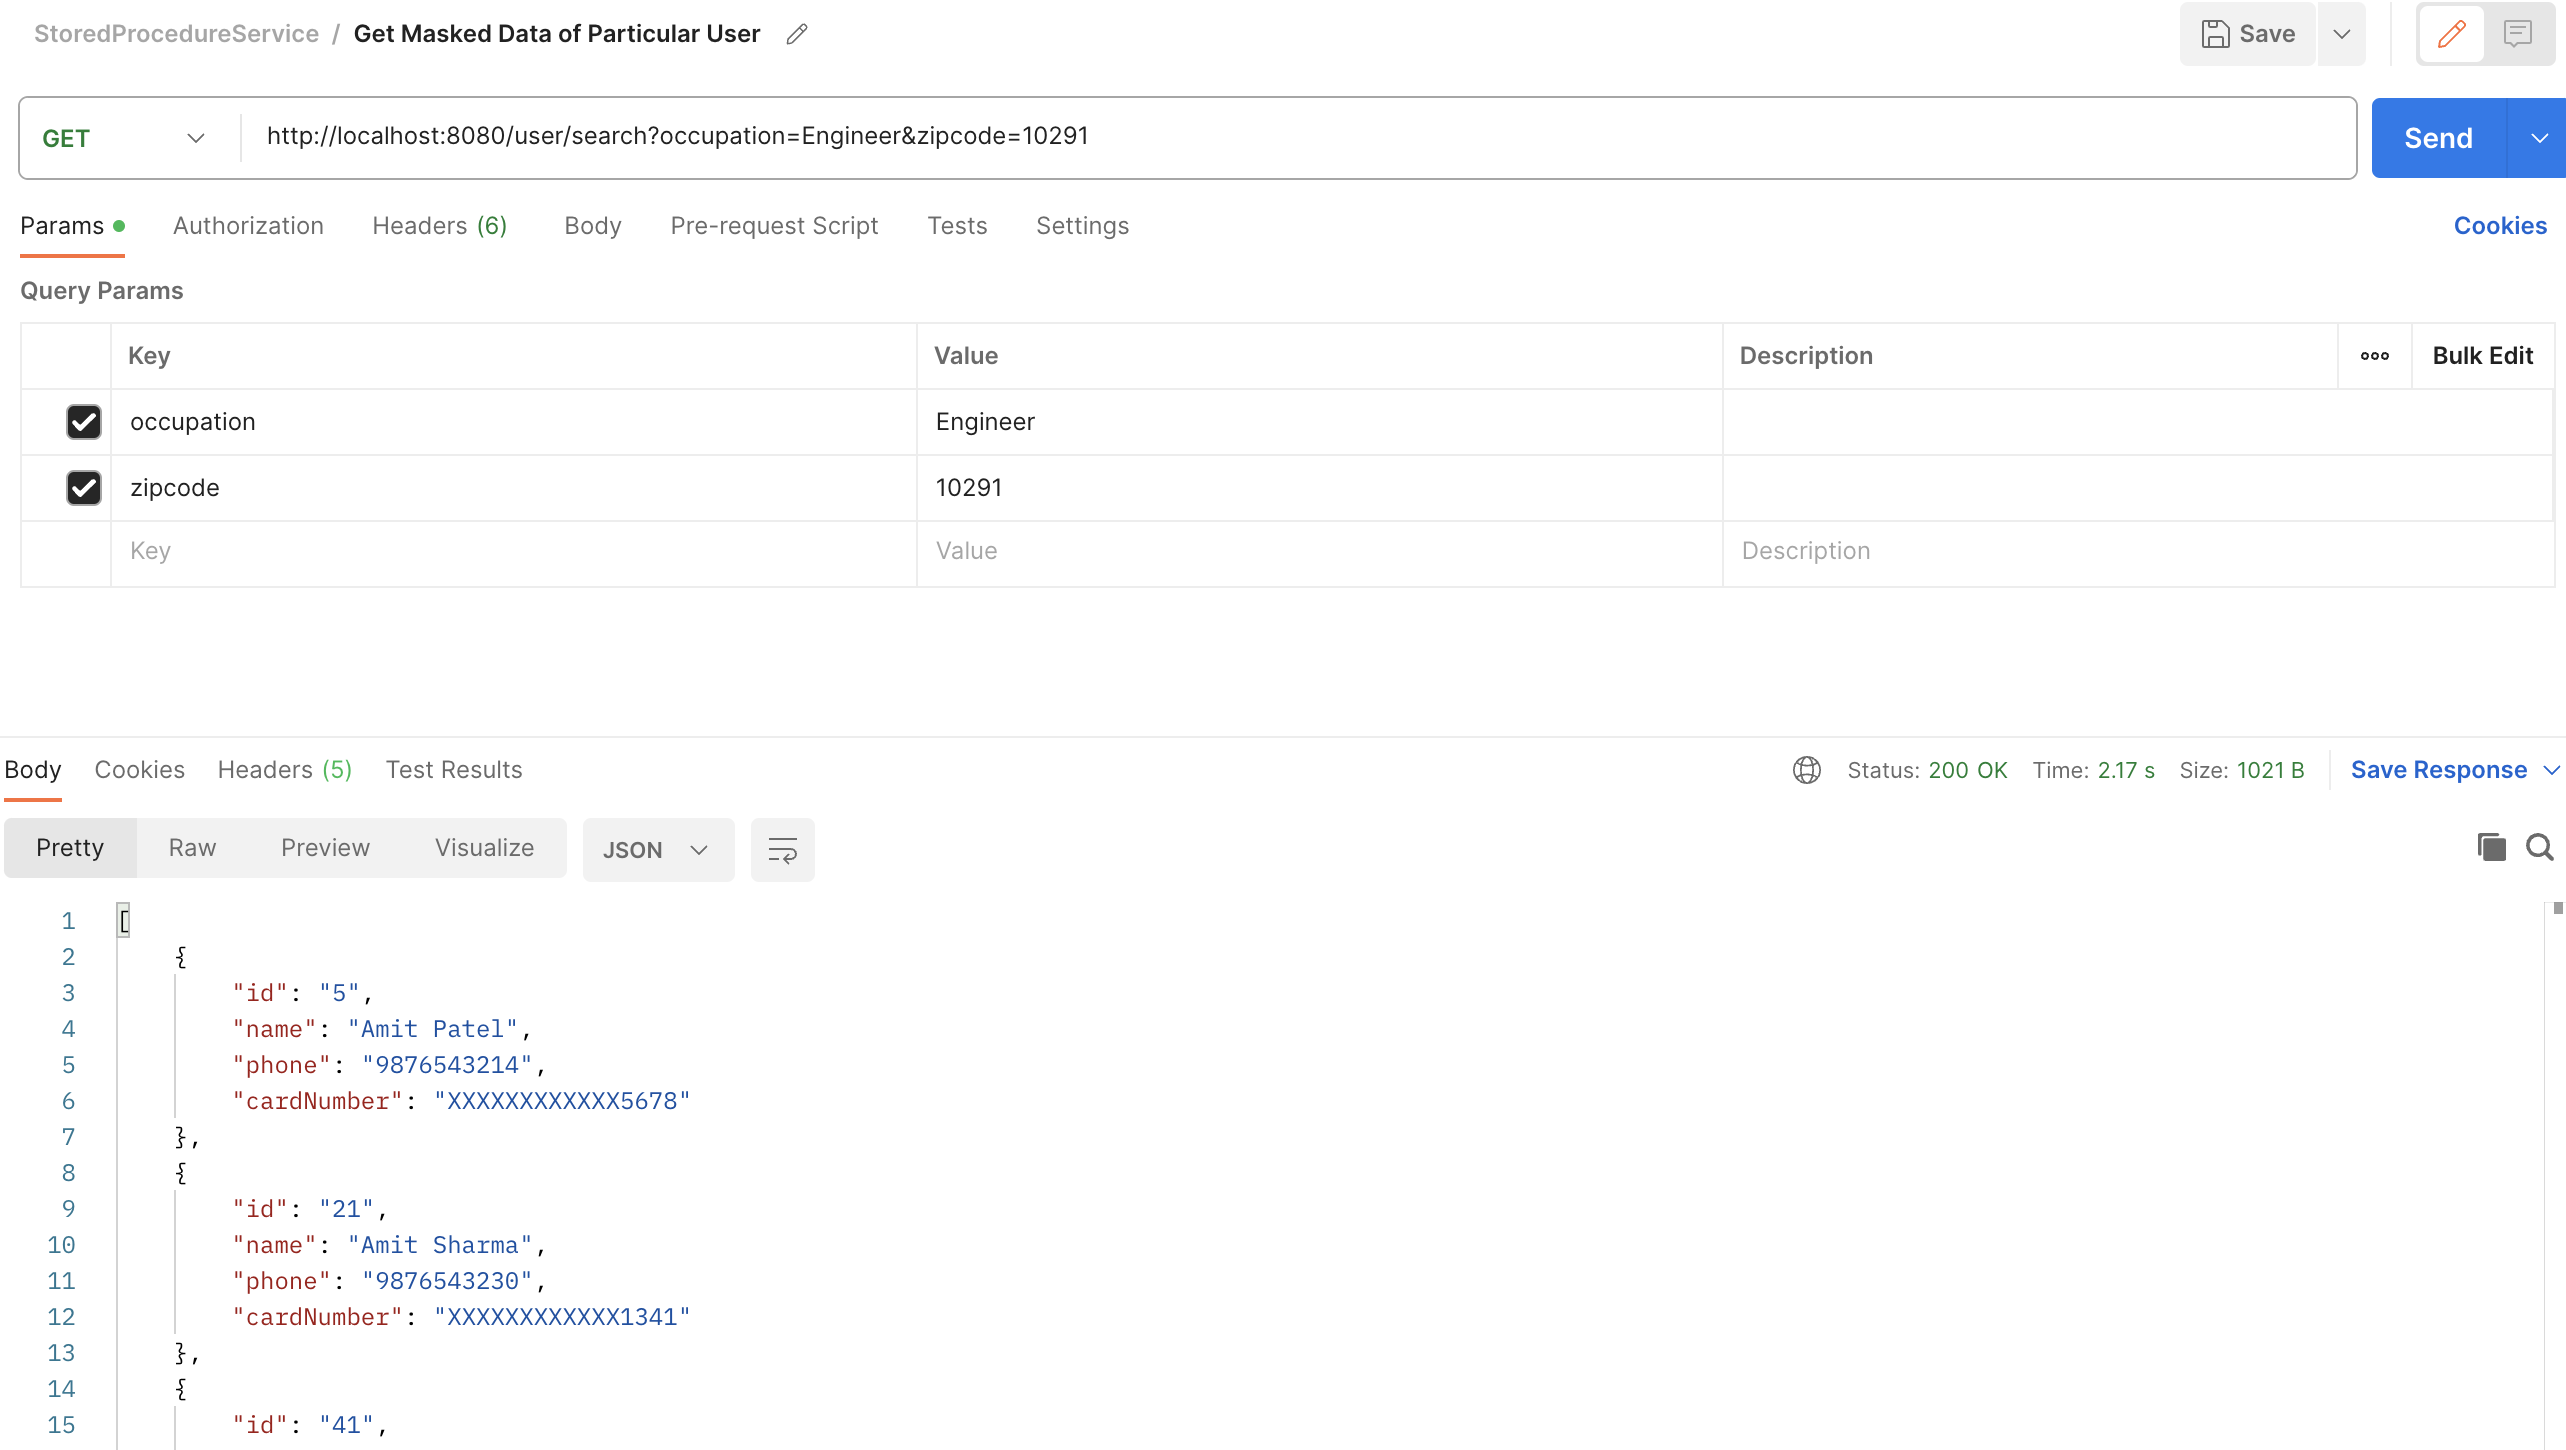 StoredProcedureService / Get Masked Data of Particular User
Save
GET
http://localhost:8080/user/search?occupation=Engineer&zipcode=10291
Send
Params Authorization Headers (6) Body Pre-request Script Tests Settings Cookies
Query Params
Key Value Description Bulk Edit
occupation Engineer
zipcode 10291
Key Value Description
Body Cookies Headers (5) Test Results Status: 200 OK Time: 2.17 s Size: 1021 B Save Response
Pretty Raw Preview Visualize JSON
1 [
2 {
3 "id": "5",
4 "name": "Amit Patel",
5 "phone": "9876543214",
6 "cardNumber": "XXXXXXXXXXXX5678"
7 },
8 {
9 "id": "21",
10 "name": "Amit Sharma",
11 "phone": "9876543230",
12 "cardNumber": "XXXXXXXXXXXX1341"
13 },
14 {
15 "id": "41",